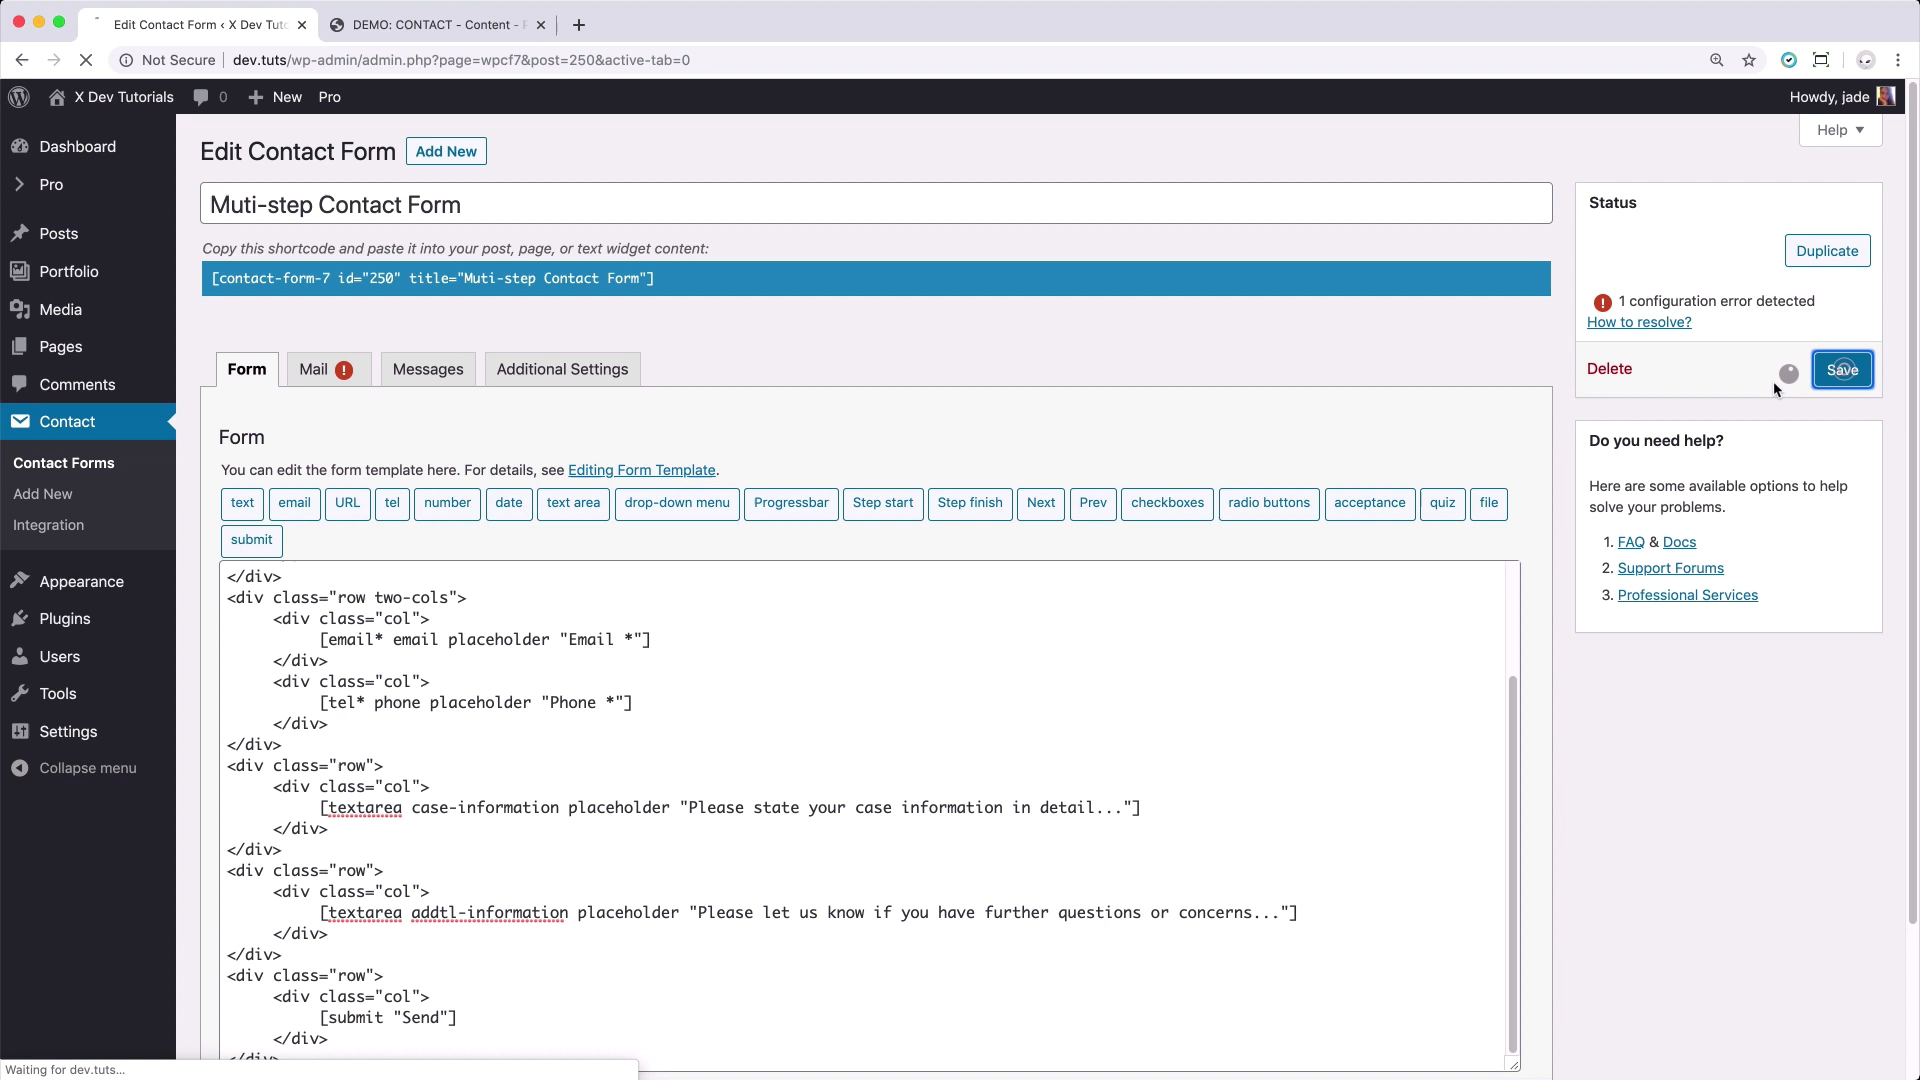 Edit Contact Form ‹ X Dev Tuto
DEMO: CONTACT - Content -
Not Secure
dev.tuts/wp-admin/admin.php?page=wpcf7&post=250&active-tab=0
X Dev Tutorials
0
New
Pro
Howdy, jade
Help
Dashboard
Pro
Posts
Portfolio
Media
Pages
Comments
Contact
Contact Forms
Add New
Integration
Appearance
Plugins
Users
Tools
Settings
Collapse menu
Edit Contact Form
Add New
Muti-step Contact Form
Copy this shortcode and paste it into your post, page, or text widget content:
[contact-form-7 id="250" title="Muti-step Contact Form"]
Form
Mail !
Messages
Additional Settings
Form
You can edit the form template here. For details, see Editing Form Template.
text
email
URL
tel
number
date
text area
drop-down menu
Progressbar
Step start
Step finish
Next
Prev
checkboxes
radio buttons
acceptance
quiz
file
submit
</div>
<div class="row two-cols">
<div class="col">
[email* email placeholder "Email *"]
</div>
<div class="col">
[tel* phone placeholder "Phone *"]
</div>
</div>
<div class="row">
<div class="col">
[textarea case-information placeholder "Please state your case information in detail..."]
</div>
</div>
<div class="row">
<div class="col">
[textarea addtl-information placeholder "Please let us know if you have further questions or concerns..."]
</div>
</div>
<div class="row">
<div class="col">
[submit "Send"]
</div>
</div>
Status
Duplicate
! 1 configuration error detected
How to resolve?
Delete
Save
Do you need help?
Here are some available options to help
solve your problems.
1. FAQ & Docs
2. Support Forums
3. Professional Services
Waiting for dev.tuts...